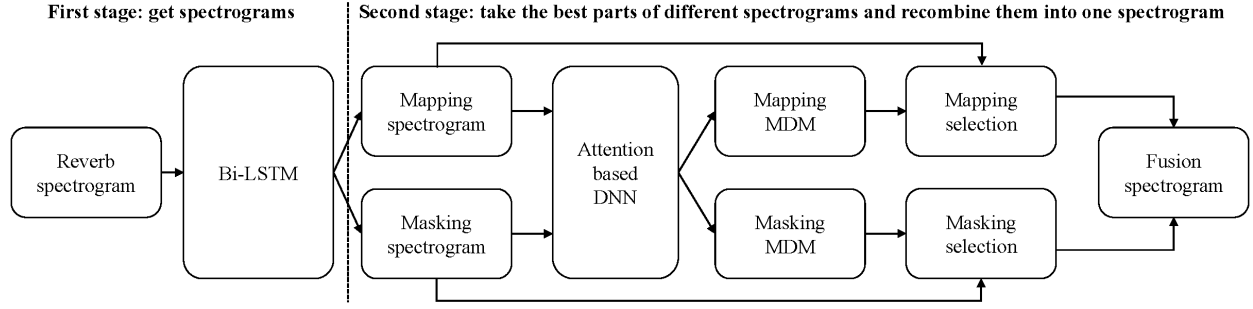 First stage: get spectrograms
Second stage: take the best parts of different spectrograms and recombine them into one spectrogram
Reverb
spectrogram
Bi-LSTM
Mapping
spectrogram
Masking
spectrogram
Attention
based
DNN
Mapping
MDM
Masking
MDM
Mapping
selection
Masking
selection
Fusion
spectrogram